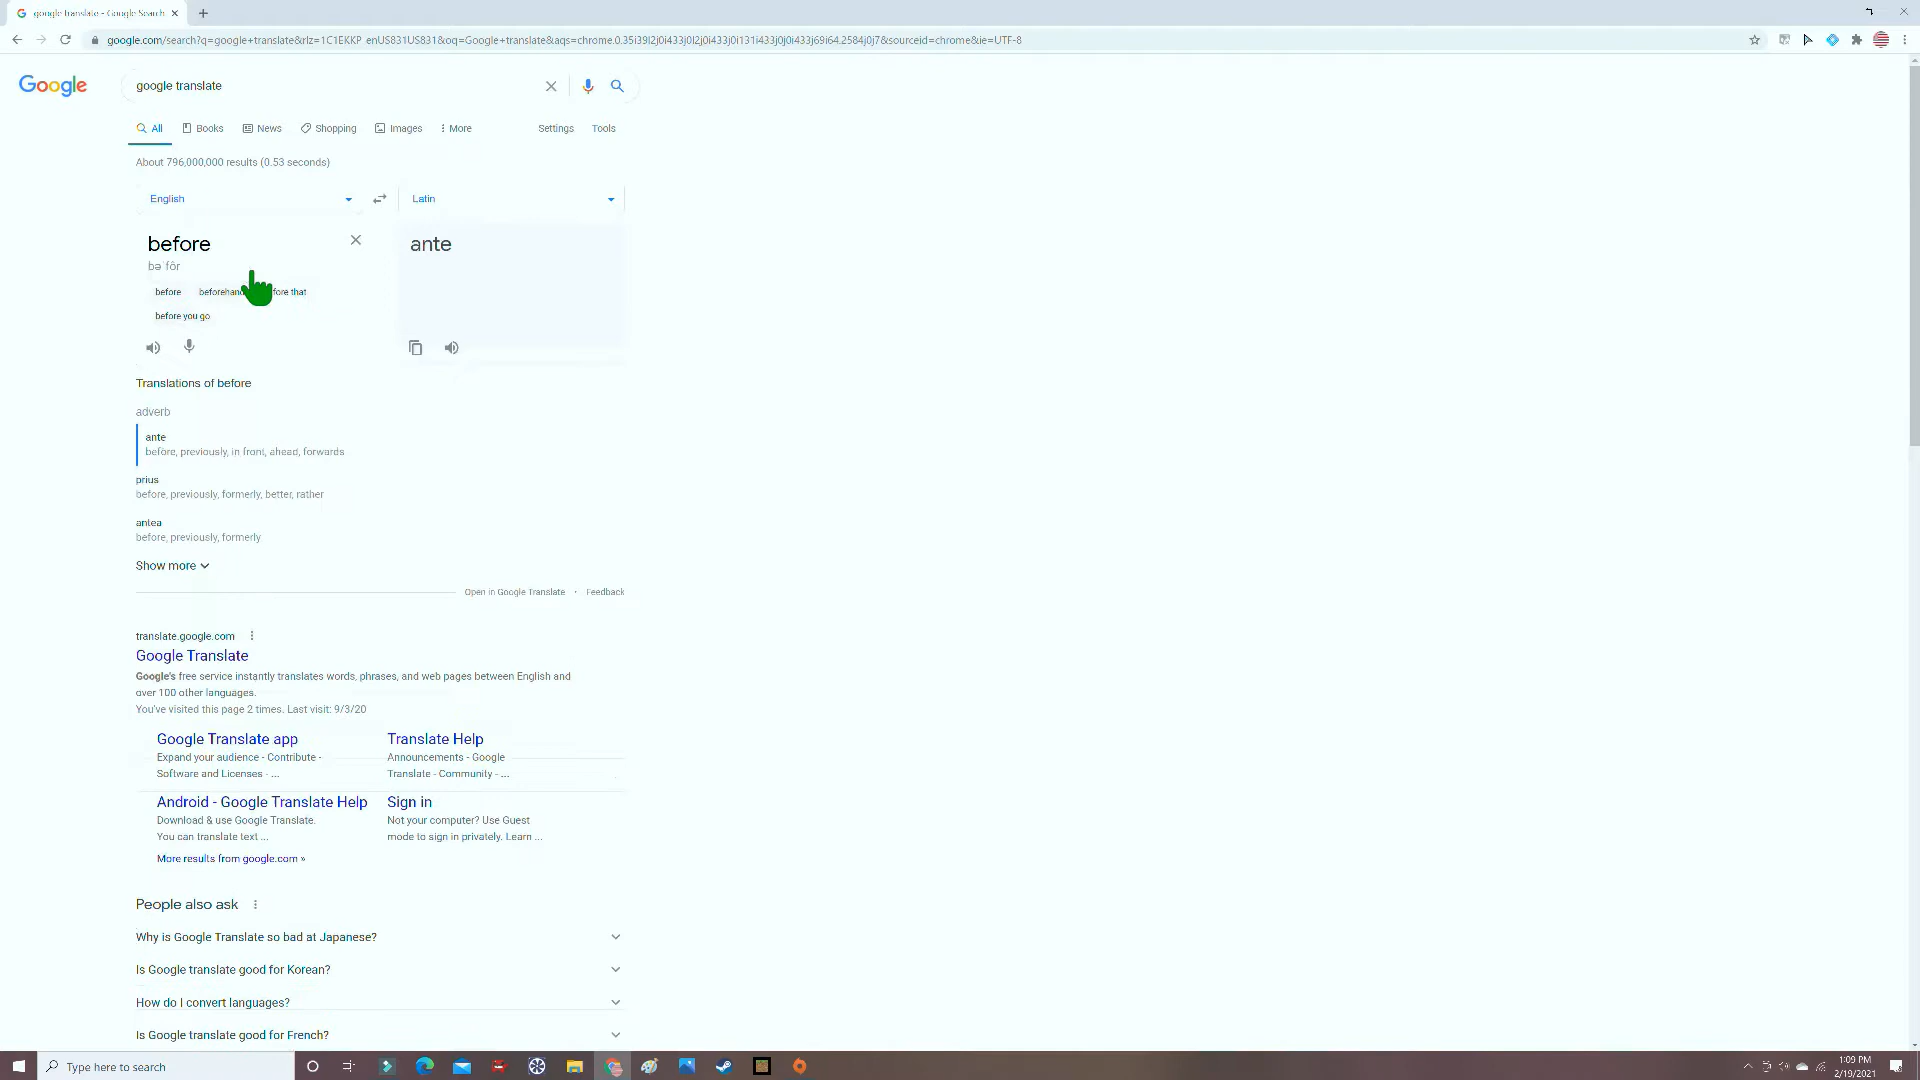 google translate - Google Search
google.com/search?q=google+translate&rlz=1C1EKKP_enUS831US831&oq=Google+translate&aqs=chrome.0.35i39l2j0i433j0l2j0i433j0i131i433j0j0i433j69i64.2584j0j7&sourceid=chrome&ie=UTF-8
Google
google translate
All Books News Shopping Images More Settings Tools
About 796,000,000 results (0.53 seconds)
English Latin
before ante
bəˈfôr
before beforehand fore that
before you go
Translations of before
adverb
ante
before, previously, in front, ahead, forwards
prius
before, previously, formerly, better, rather
antea
before, previously, formerly
Show more
Open in Google Translate • Feedback
translate.google.com
Google Translate
Google's free service instantly translates words, phrases, and web pages between English and
over 100 other languages.
You've visited this page 2 times. Last visit: 9/3/20
Google Translate app
Expand your audience - Contribute -
Software and Licenses - ...
Translate Help
Announcements - Google
Translate - Community - ...
Android - Google Translate Help
Download & use Google Translate.
You can translate text ...
Sign in
Not your computer? Use Guest
mode to sign in privately. Learn ...
More results from google.com »
People also ask
Why is Google Translate so bad at Japanese?
Is Google translate good for Korean?
How do I convert languages?
Is Google translate good for French?
Type here to search
1:09 PM
2/19/2021